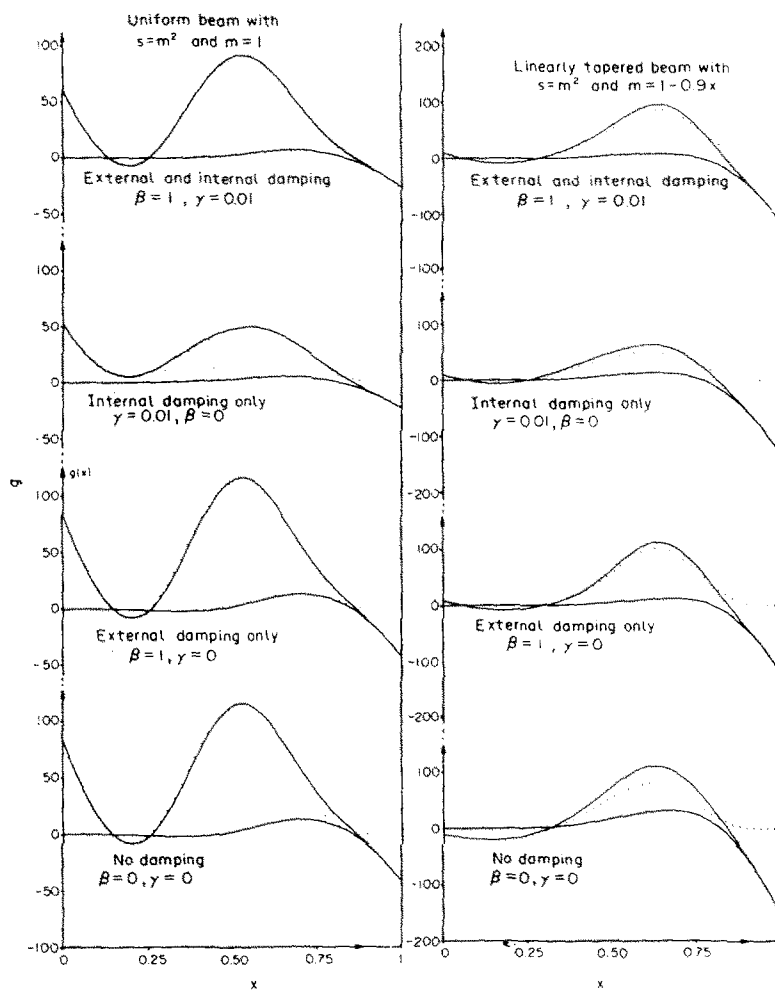 Uniform beam with
s=m² and m=1
100
50
0
-50
External and internal damping
β=1, γ=0.01
100
50
0
-50
Internal damping only
γ=0.01, β=0
g
g(x)
100
50
0
-50
External damping only
β=1, γ=0
100
50
0
-50
-100
No damping
β=0, γ=0
0
0.25
0.50
0.75
1
x
Linearly tapered beam with
s=m² and m=1-0.9x
200
100
0
-100
External and internal damping
β=1, γ=0.01
-100
100
0
-100
-200
Internal damping only
γ=0.01, β=0
100
0
-100
-200
External damping only
β=1, γ=0
100
0
-100
-200
No damping
β=0, γ=0
0
0.25
0.50
0.75
x